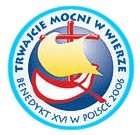 TRWAJCIE MOCNI W WIERZE
BENEDYKT XVI W POLSCE 2006